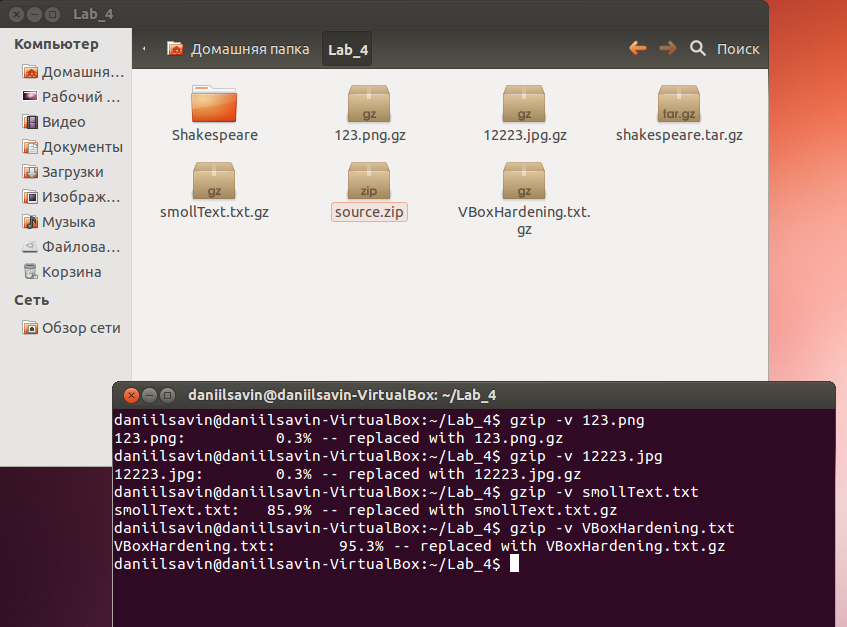 Lab_4
Компьютер
Домашня...
Рабочий ...
Видео
Документы
Загрузки
Изображ...
Музыка
Файлова...
Корзина
Сеть
Обзор сети
Домашняя папка
Lab_4
Поиск
Shakespeare
gz
123.png.gz
gz
12223.jpg.gz
tar.gz
shakespeare.tar.gz
gz
smollText.txt.gz
zip
source.zip
gz
VBoxHardening.txt.
gz
daniilsavin@daniilsavin-VirtualBox: ~/Lab_4
daniilsavin@daniilsavin-VirtualBox:~/Lab_4$ gzip -v 123.png
123.png:          0.3% -- replaced with 123.png.gz
daniilsavin@daniilsavin-VirtualBox:~/Lab_4$ gzip -v 12223.jpg
12223.jpg:        0.3% -- replaced with 12223.jpg.gz
daniilsavin@daniilsavin-VirtualBox:~/Lab_4$ gzip -v smollText.txt
smollText.txt:   85.9% -- replaced with smollText.txt.gz
daniilsavin@daniilsavin-VirtualBox:~/Lab_4$ gzip -v VBoxHardening.txt
VBoxHardening.txt:       95.3% -- replaced with VBoxHardening.txt.gz
daniilsavin@daniilsavin-VirtualBox:~/Lab_4$